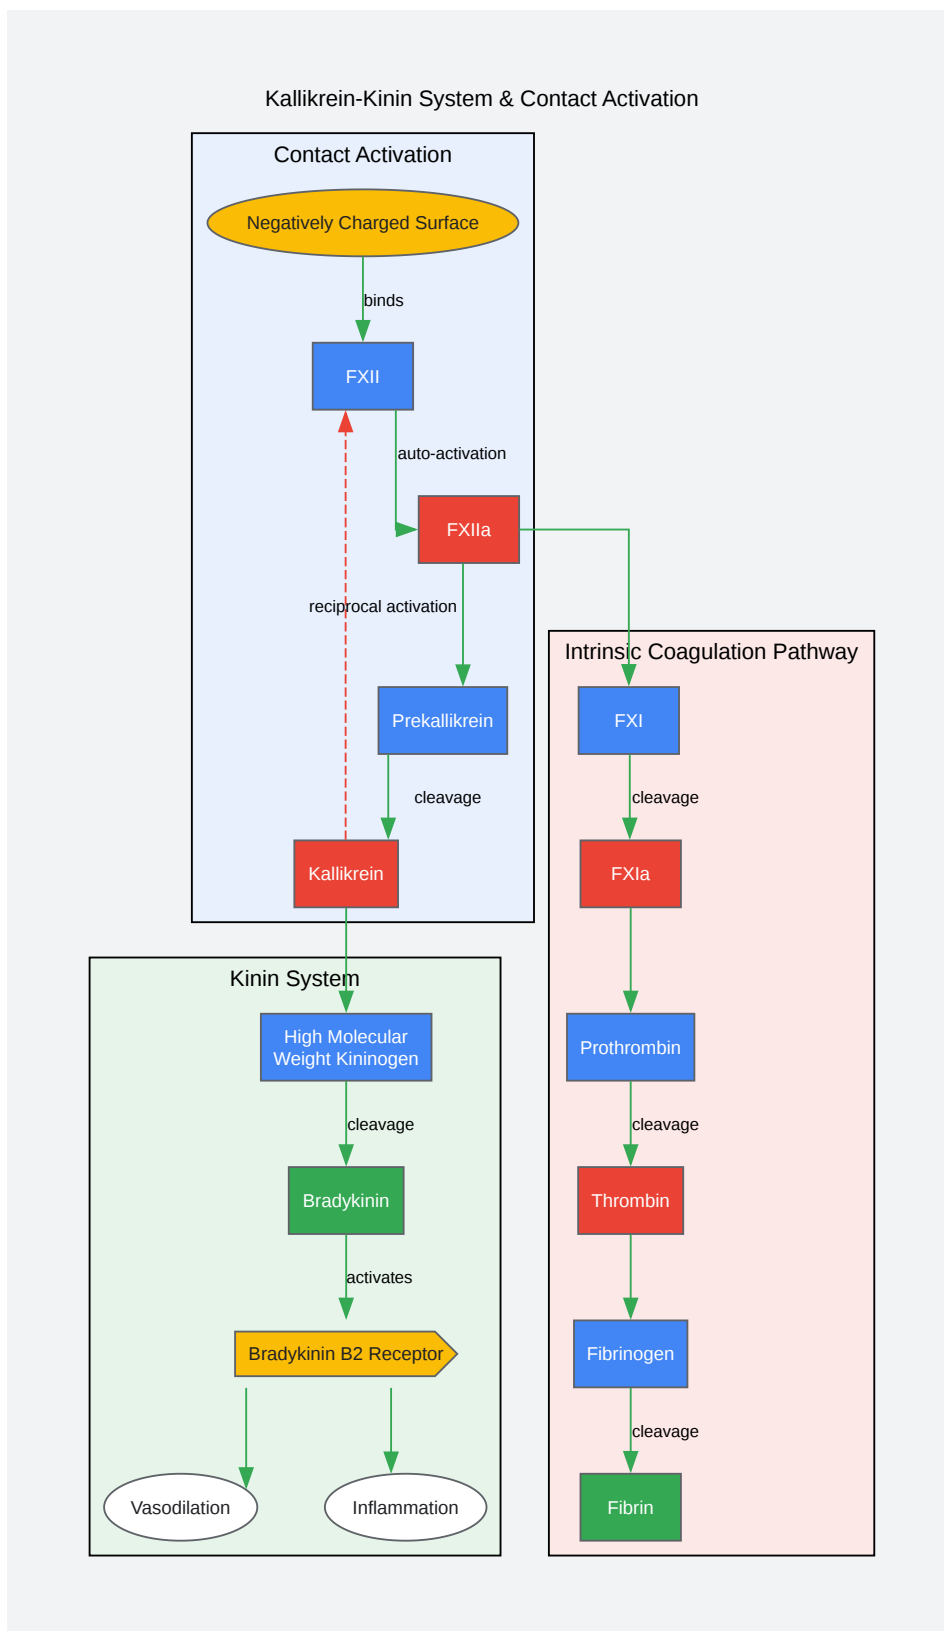 Kallikrein-Kinin System & Contact Activation
Contact Activation
Negatively Charged Surface
binds
FXII
auto-activation
FXIIa
reciprocal activation
Prekallikrein
cleavage
Kallikrein
Kinin System
High Molecular
Weight Kininogen
cleavage
Bradykinin
activates
Bradykinin B2 Receptor
Vasodilation
Inflammation
Intrinsic Coagulation Pathway
FXI
cleavage
FXIa
Prothrombin
cleavage
Thrombin
Fibrinogen
cleavage
Fibrin